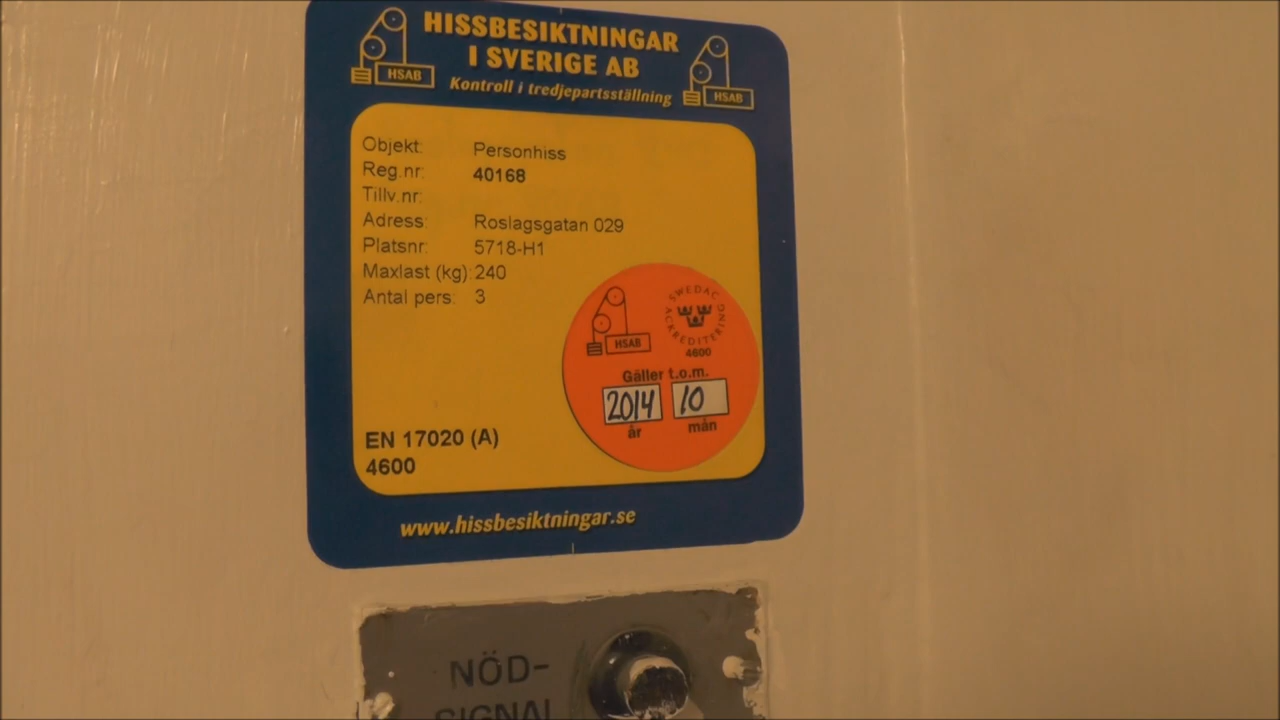 HISSBESIKTNINGAR
I SVERIGE AB
Kontroll i tredjepartsställning
HSAB
HSAB
Objekt: Personhiss
Reg.nr: 40168
Tillv.nr:
Adress: Roslagsgatan 029
Platsnr: 5718-H1
Maxlast (kg): 240
Antal pers: 3
HSAB
SWEDAC ACKREDITERING
4600
Gäller t.o.m.
2014 10
år mån
EN 17020 (A)
4600
www.hissbesiktningar.se
NÖD-
SIGNAL